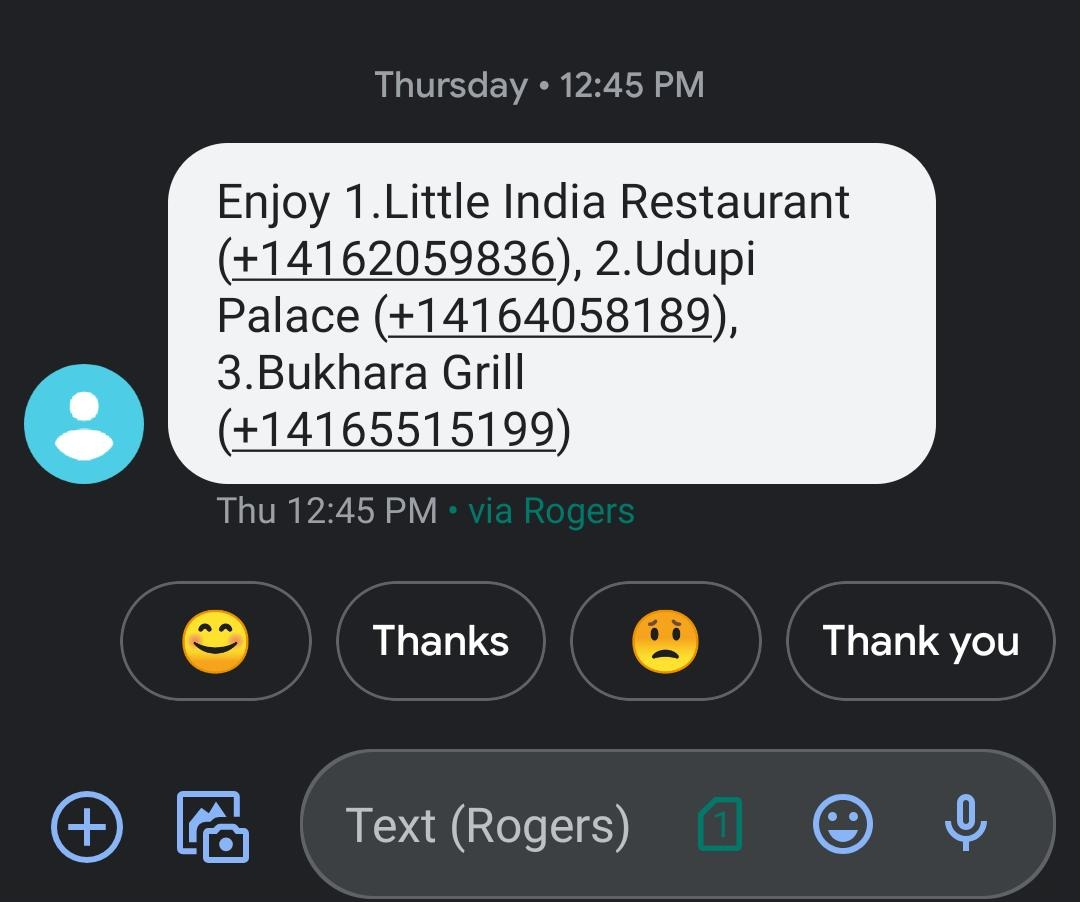 Thursday • 12:45 PM
Enjoy 1.Little India Restaurant
(+14162059836), 2.Udupi
Palace (+14164058189),
3.Bukhara Grill
(+14165515199)
Thu 12:45 PM • via Rogers
😊 Thanks 😟 Thank you
Text (Rogers) 1